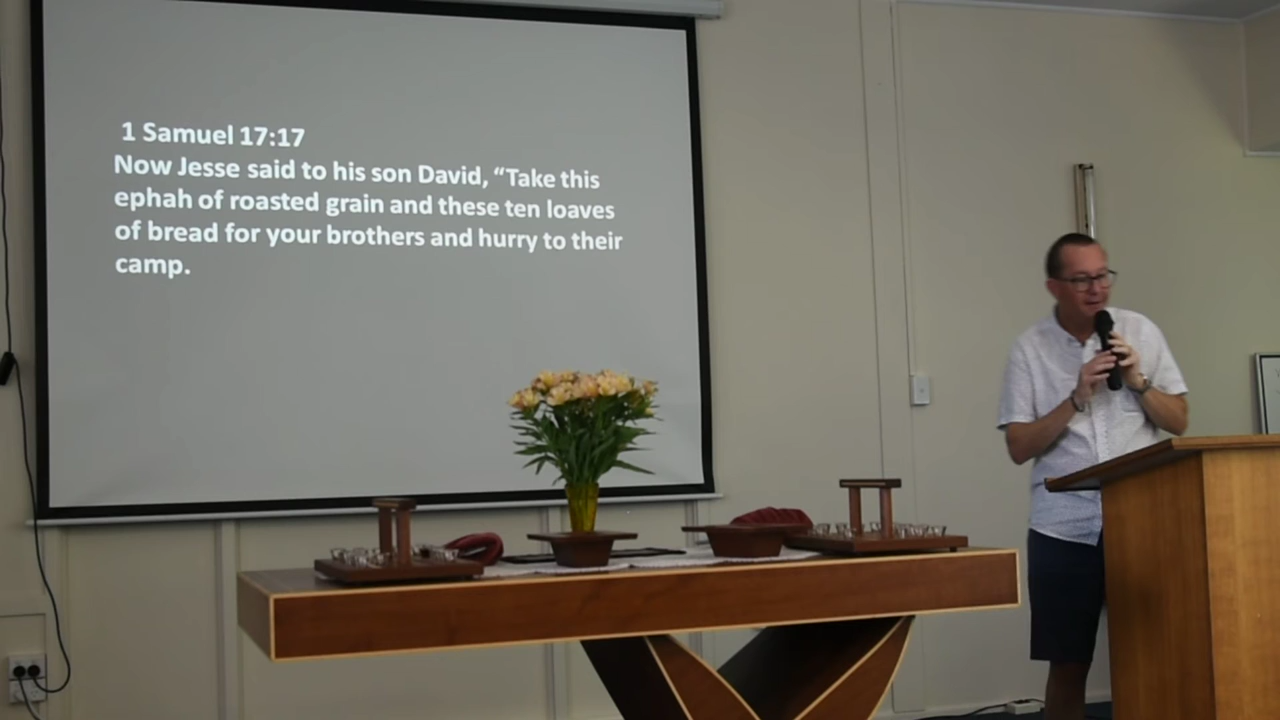 1 Samuel 17:17
Now Jesse said to his son David, “Take this
ephah of roasted grain and these ten loaves
of bread for your brothers and hurry to their
camp.